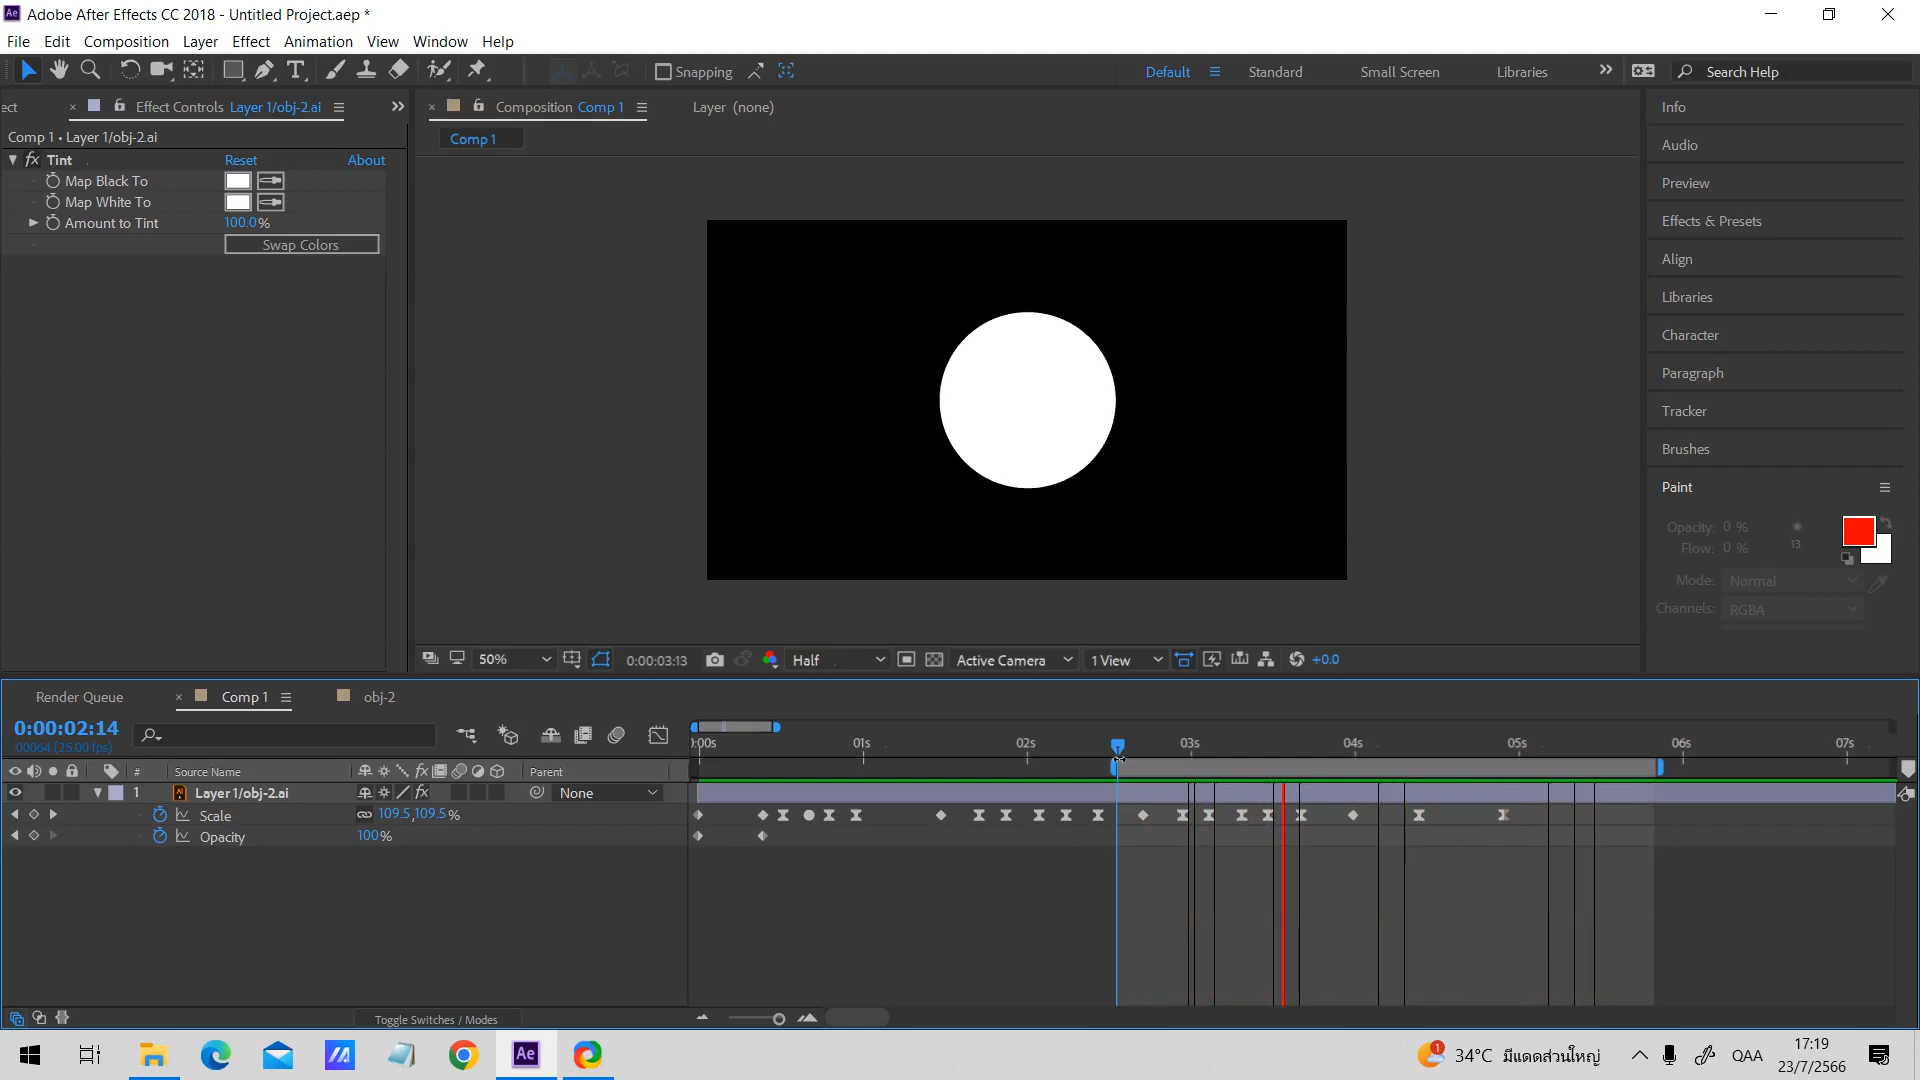 Adobe After Effects CC 2018 - Untitled Project.aep *
File Edit Composition Layer Effect Animation View Window Help
Snapping Default Standard Small Screen Libraries Search Help
ect Effect Controls Layer 1/obj-2.ai
Composition Comp 1 Layer (none)
Comp 1
Comp 1 • Layer 1/obj-2.ai
fx Tint Reset About
Map Black To
Map White To
Amount to Tint 100.0%
Swap Colors
Info
Audio
Preview
Effects & Presets
Align
Libraries
Character
Paragraph
Tracker
Brushes
Paint
Opacity: 0 %
Flow: 0 %
13
Mode: Normal
Channels: RGBA
50% 0:00:03:13 Half Active Camera 1 View +0.0
Render Queue Comp 1 obj-2
0:00:02:14
00064 (25.00 fps)
0:00s 01s 02s 03s 04s 05s 06s 07s
# Source Name fx Parent
1 Layer 1/obj-2.ai fx None
Scale 109.5,109.5%
Opacity 100%
Toggle Switches / Modes
Ae
1 34°C มีแดดส่วนใหญ่ QAA 17:19
23/7/2566